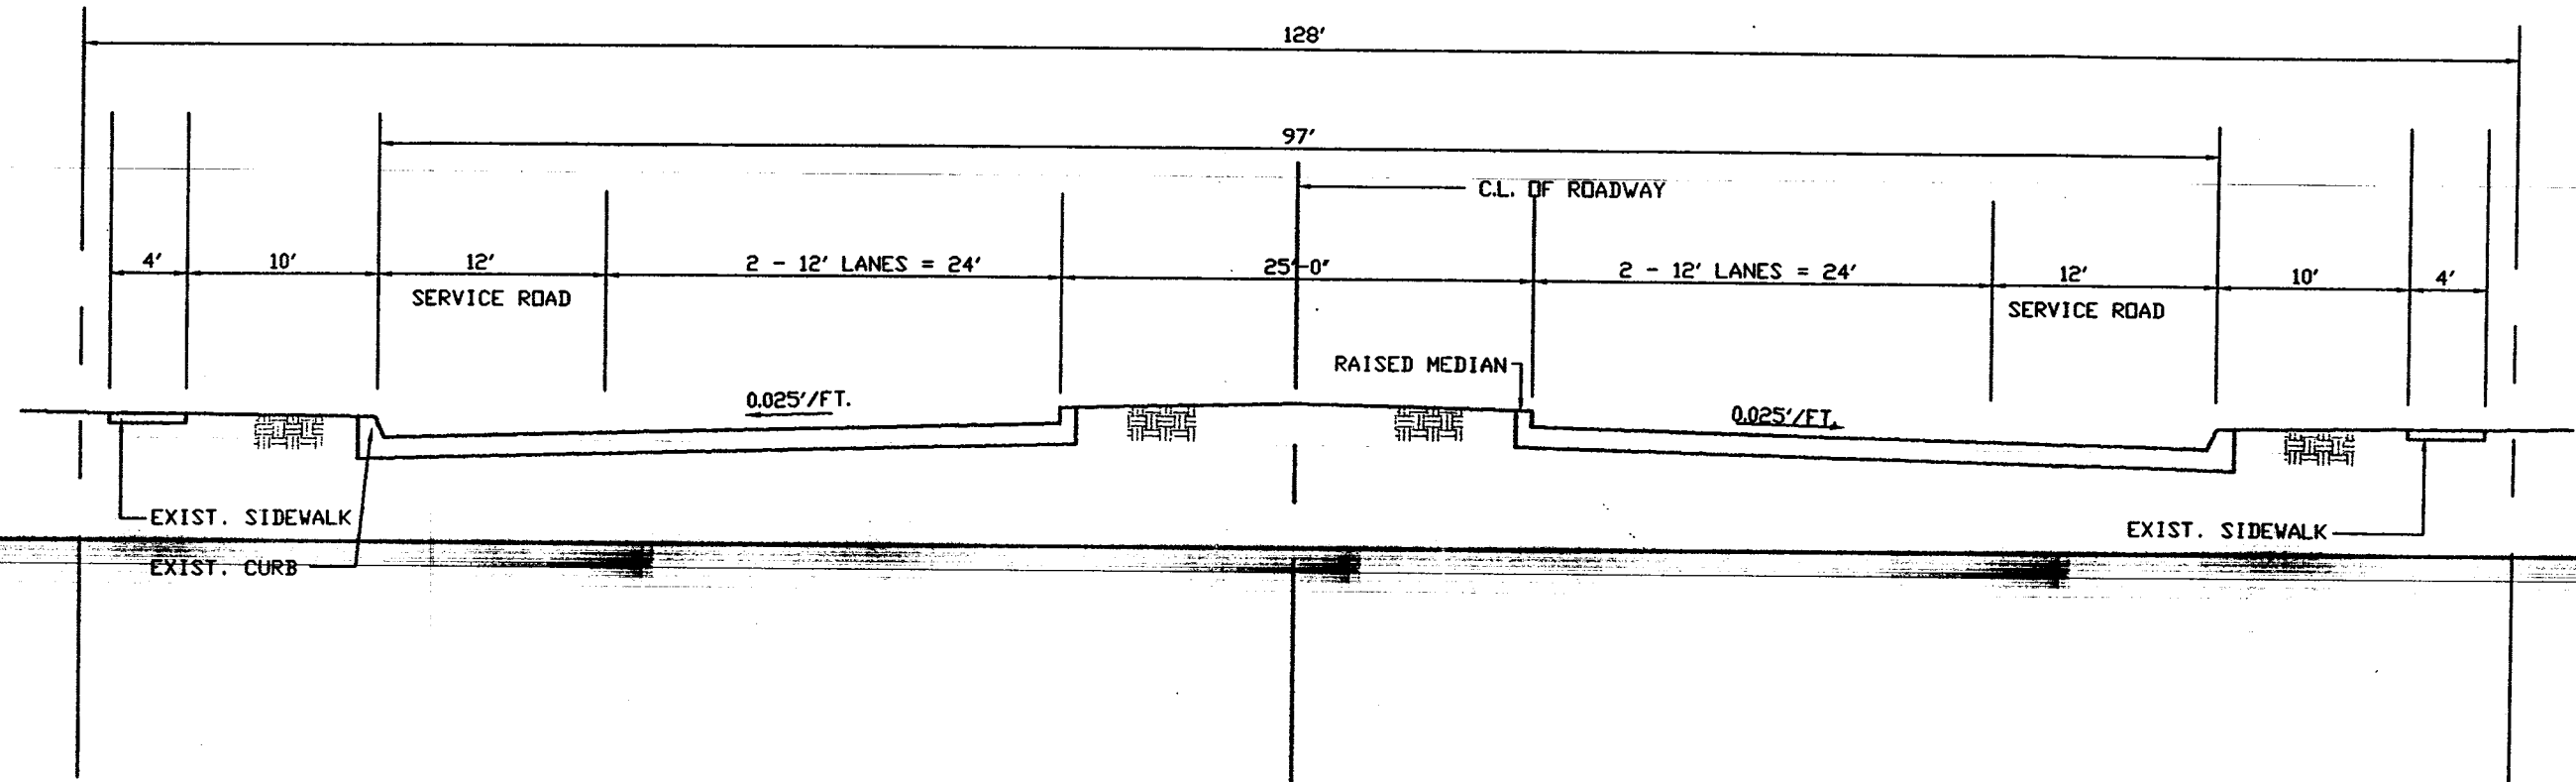 128'
97'
C.L. OF ROADWAY
4'
10'
12'
2 - 12' LANES = 24'
25'-0'
2 - 12' LANES = 24'
12'
10'
4'
SERVICE ROAD
SERVICE ROAD
RAISED MEDIAN
0.025'/FT.
0.025'/FT.
EXIST. SIDEWALK
EXIST. SIDEWALK
EXIST. CURB